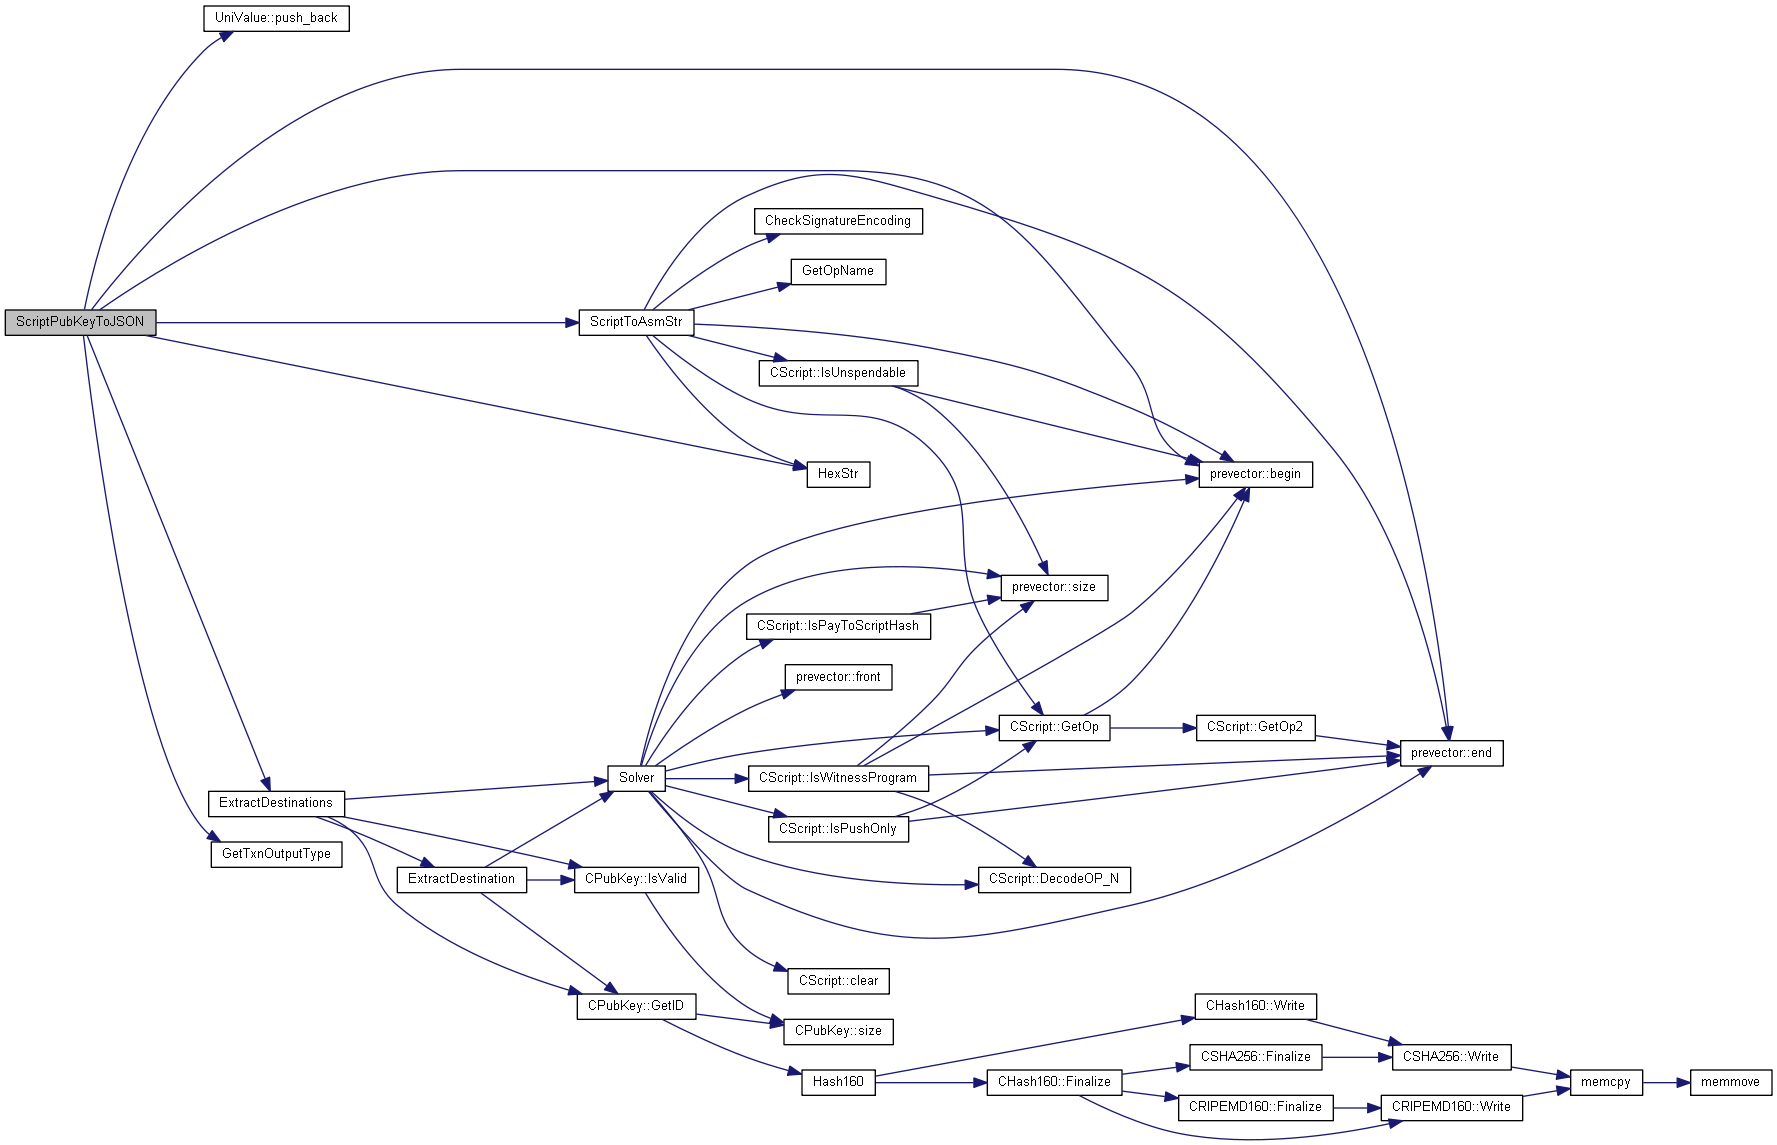 UniValue::push_back
CheckSignatureEncoding
GetOpName
ScriptPubKeyToJSON
ScriptToAsmStr
CScript::IsUnspendable
HexStr
prevector::begin
prevector::size
CScript::IsPayToScriptHash
prevector::front
CScript::GetOp
CScript::GetOp2
prevector::end
Solver
CScript::IsWitnessProgram
ExtractDestinations
CScript::IsPushOnly
GetTxnOutputType
ExtractDestination
CPubKey::IsValid
CScript::DecodeOP_N
CScript::clear
CPubKey::GetID
CHash160::Write
CPubKey::size
CSHA256::Finalize
CSHA256::Write
Hash160
CHash160::Finalize
memcpy
memmove
CRIPEMD160::Finalize
CRIPEMD160::Write